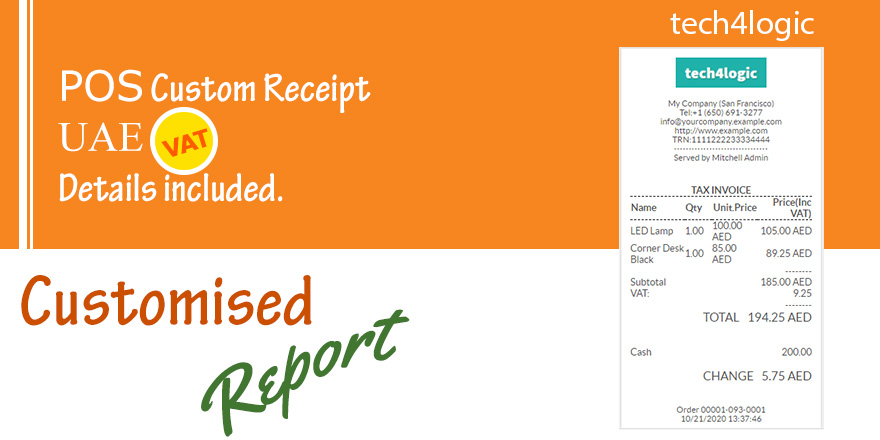 POS Custom Receipt
UAE VAT
Details included.
Customised
Report
tech4logic
tech4logic
My Company (San Francisco)
Tel:+1 (650) 691-3277
info@yourcompany.example.com
http://www.example.com
TRN:1111222233334444
--------------------------------
Served by Mitchell Admin
TAX INVOICE
Name Qty Unit.Price Price(Inc VAT)
LED Lamp 1.00 100.00 AED 105.00 AED
Corner Desk Black 1.00 85.00 AED 89.25 AED
--------
Subtotal 185.00 AED
VAT: 9.25
--------
TOTAL 194.25 AED
Cash 200.00
CHANGE 5.75 AED
Order 00001-093-0001
10/21/2020 13:37:46